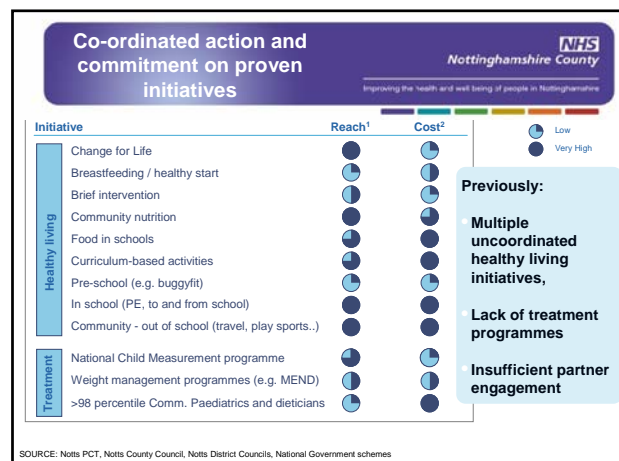 Co-ordinated action and
commitment on proven
initiatives
NHS
Nottinghamshire County
Improving the health and well being of people in Nottinghamshire
Initiative Reach¹ Cost²
Low
Very High
Healthy living
Change for Life
Breastfeeding / healthy start
Brief intervention
Community nutrition
Food in schools
Curriculum-based activities
Pre-school (e.g. buggyfit)
In school (PE, to and from school)
Community - out of school (travel, play sports..)
Treatment
National Child Measurement programme
Weight management programmes (e.g. MEND)
>98 percentile Comm. Paediatrics and dieticians
Previously:
Multiple
uncoordinated
healthy living
initiatives,
Lack of treatment
programmes
Insufficient partner
engagement
SOURCE: Notts PCT, Notts County Council, Notts District Councils, National Government schemes